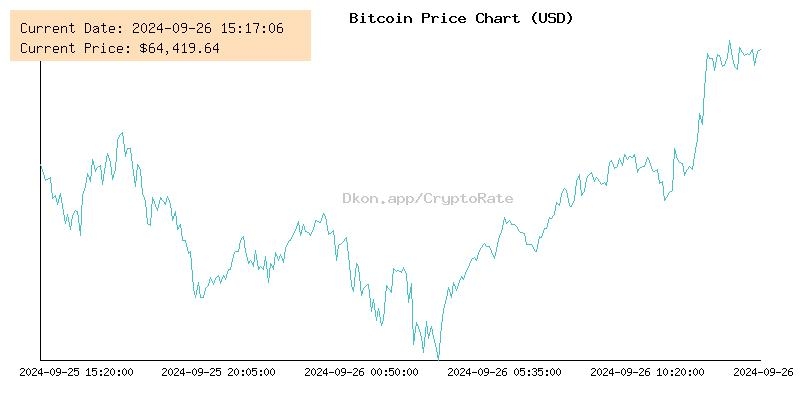 Bitcoin Price Chart (USD)
Current Date: 2024-09-26 15:17:06
Current Price: $64,419.64
Dkon.app/CryptoRate
2024-09-25 15:20:00 2024-09-25 20:05:00 2024-09-26 00:50:00 2024-09-26 05:35:00 2024-09-26 10:20:00 2024-09-26